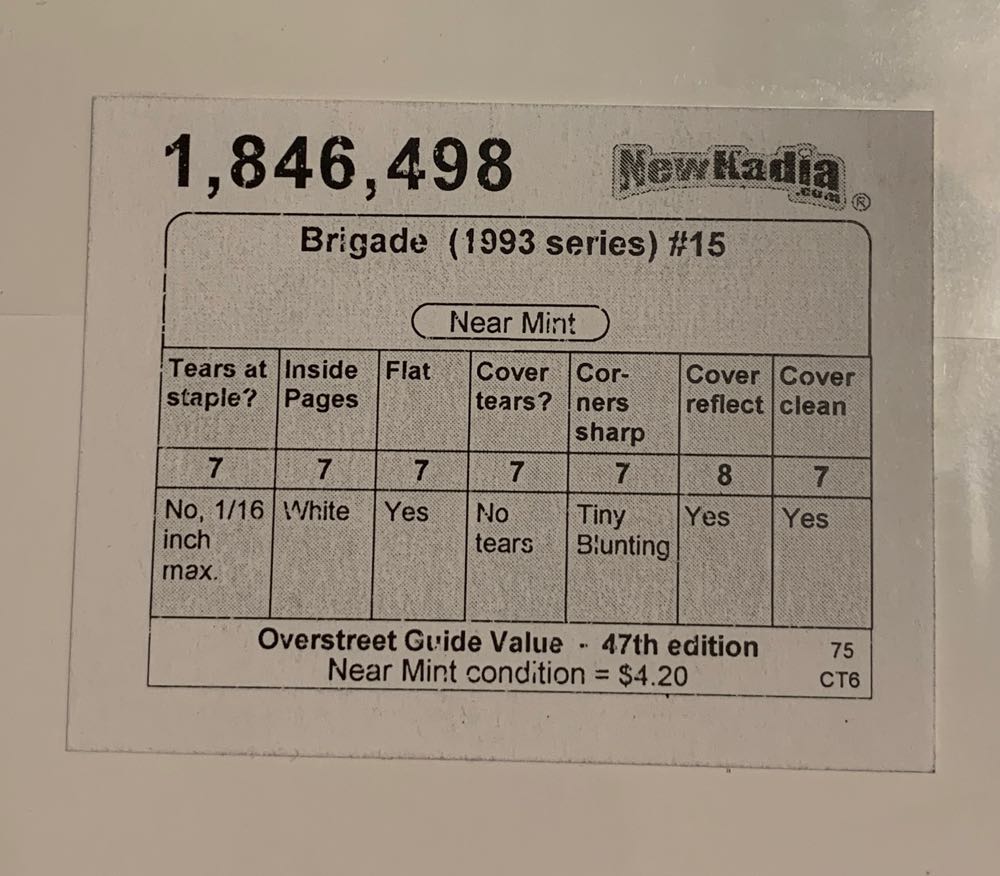 1,846,498
NewKadia
.com ®
Brigade (1993 series) #15
Near Mint
Tears at staple? Inside Pages Flat Cover tears? Cor-ners sharp Cover reflect Cover clean
7 7 7 7 7 8 7
No, 1/16 inch max. White Yes No tears Tiny Blunting Yes Yes
Overstreet Guide Value - 47th edition 75
Near Mint condition = $4.20 CT6